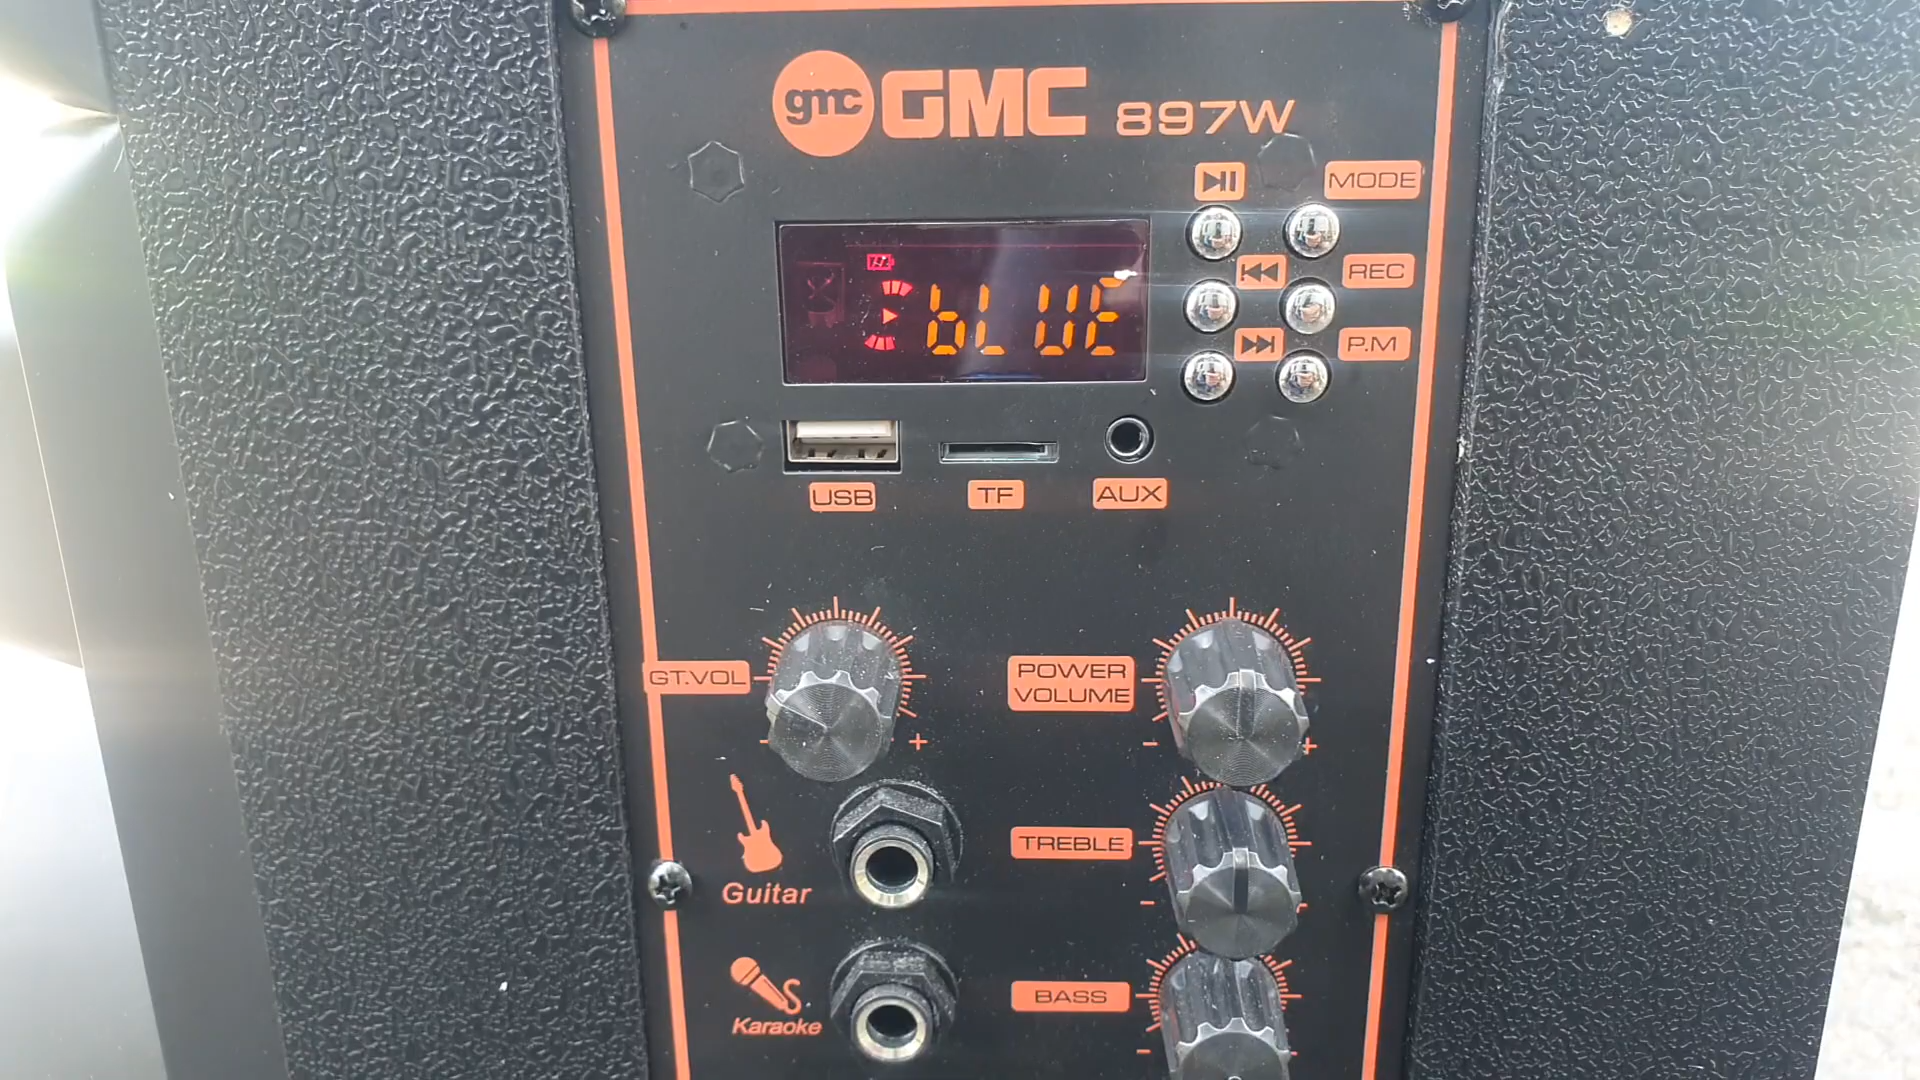 gmc GMC 897W
MODE
REC
P.M
bLUE
USB TF AUX
GT.VOL
POWER
VOLUME
- +
- +
TREBLE
-
Guitar
BASS
-
Karaoke